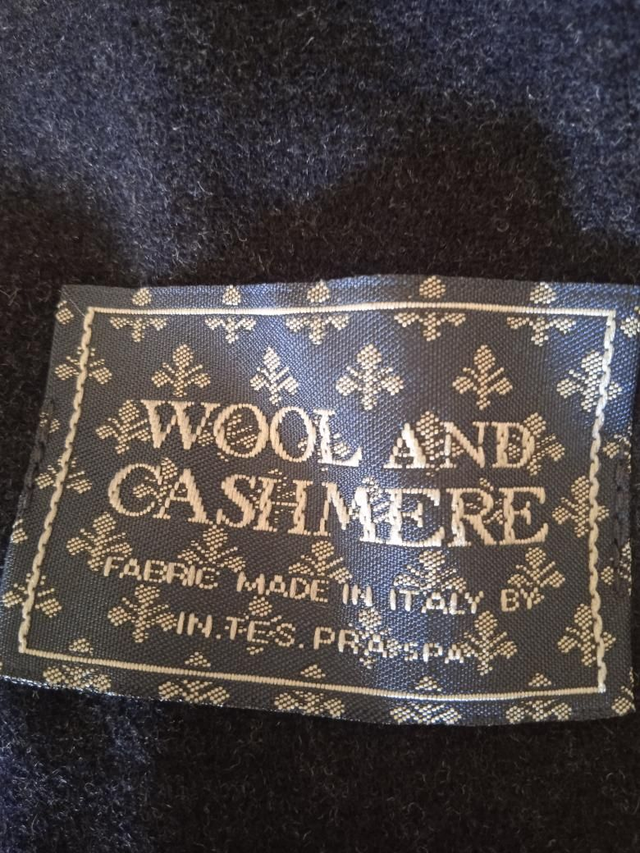 WOOL AND
CASHMERE
FABRIC MADE IN ITALY BY
IN.TES.PRA.SPA